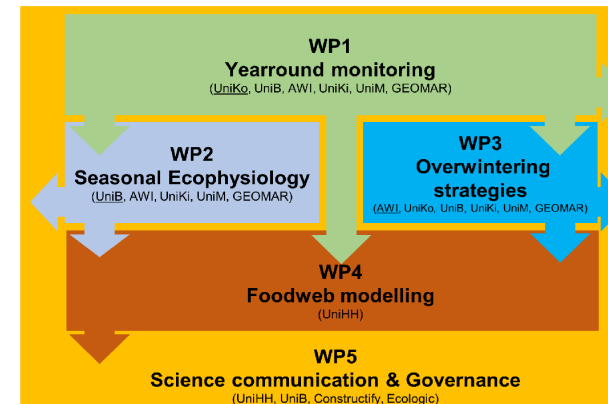 WP1
Yearround monitoring
(UniKo, UniB, AWI, UniKi, UniM, GEOMAR)
WP2
Seasonal Ecophysiology
(UniB, AWI, UniKi, UniM, GEOMAR)
WP3
Overwintering
strategies
(AWI, UniKo, UniB, UniKi, UniM, GEOMAR)
WP4
Foodweb modelling
(UniHH)
WP5
Science communication & Governance
(UniHH, UniB, Constructify, Ecologic)